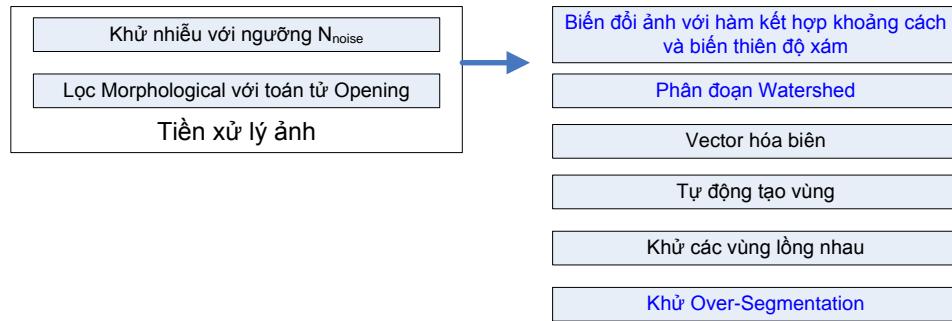 Khử nhiễu với ngưỡng Nnoise
Lọc Morphological với toán tử Opening
Tiền xử lý ảnh
Biến đổi ảnh với hàm kết hợp khoảng cách
và biến thiên độ xám
Phân đoạn Watershed
Vector hóa biên
Tự động tạo vùng
Khử các vùng lồng nhau
Khử Over-Segmentation